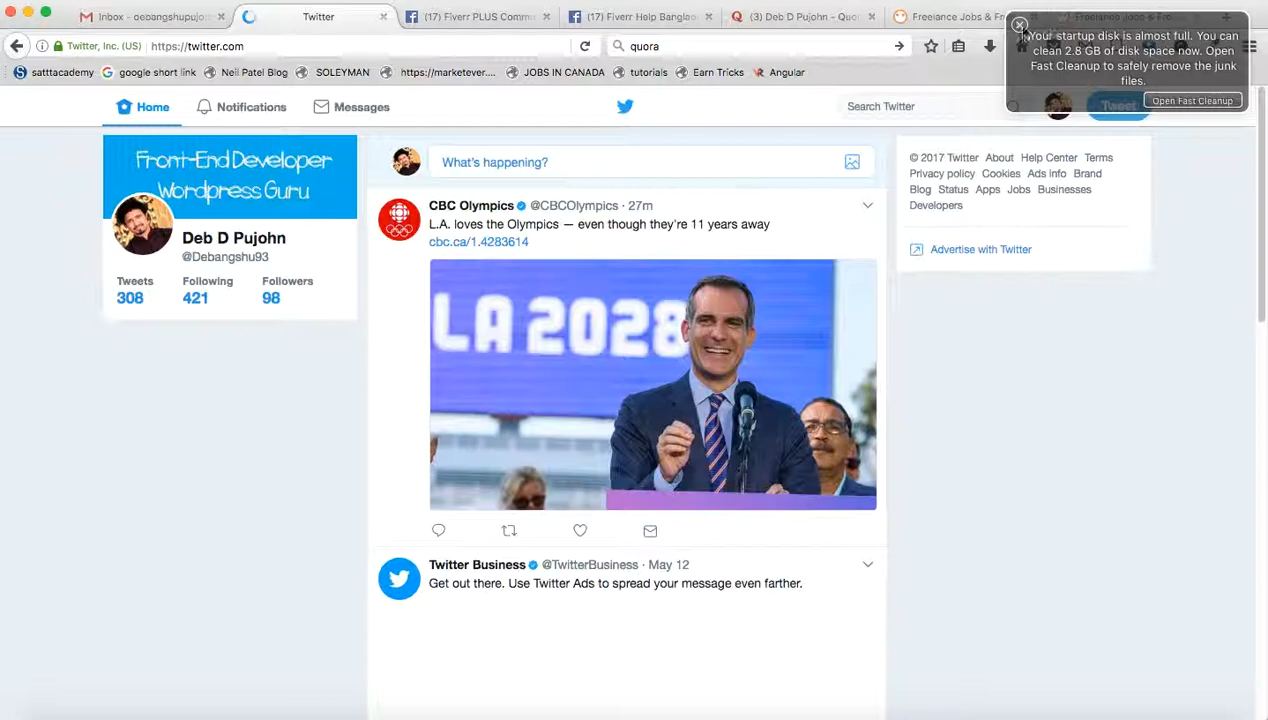 Inbox - debangshupujo
Twitter
(17) Fiverr PLUS Commu
(17) Fiverr Help Banglad
(3) Deb D Pujohn - Quor
Freelance Jobs & Fre
Freelance Jobs & Fre
Twitter, Inc. (US)
https://twitter.com
quora
Your startup disk is almost full. You can
clean 2.8 GB of disk space now. Open
Fast Cleanup to safely remove the junk
files.
Open Fast Cleanup
satttacademy
google short link
Neil Patel Blog
SOLEYMAN
https://marketever...
JOBS IN CANADA
tutorials
Earn Tricks
Angular
Home
Notifications
Messages
Search Twitter
Tweet
Front-End Developer
Wordpress Guru
Deb D Pujohn
@Debangshu93
Tweets Following Followers
308 421 98
What's happening?
CBC Olympics @CBCOlympics · 27m
L.A. loves the Olympics — even though they're 11 years away
cbc.ca/1.4283614
LA 2028
Twitter Business @TwitterBusiness · May 12
Get out there. Use Twitter Ads to spread your message even farther.
© 2017 Twitter About Help Center Terms
Privacy policy Cookies Ads info Brand
Blog Status Apps Jobs Businesses
Developers
Advertise with Twitter